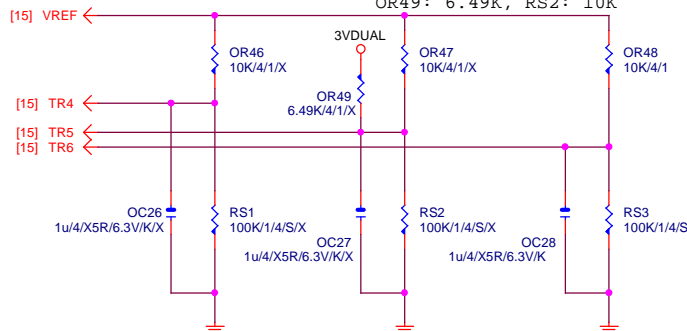 OR49: 6.49K, RS2: 10K
[15] VREF
3VDUAL
OR46
10K/4/1/X
OR47
10K/4/1/X
OR48
10K/4/1
OR49
6.49K/4/1/X
[15] TR4
[15] TR5
[15] TR6
OC26
1u/4/X5R/6.3V/K/X
RS1
100K/1/4/S/X
OC27
1u/4/X5R/6.3V/K/X
RS2
100K/1/4/S/X
OC28
1u/4/X5R/6.3V/K
RS3
100K/1/4/S